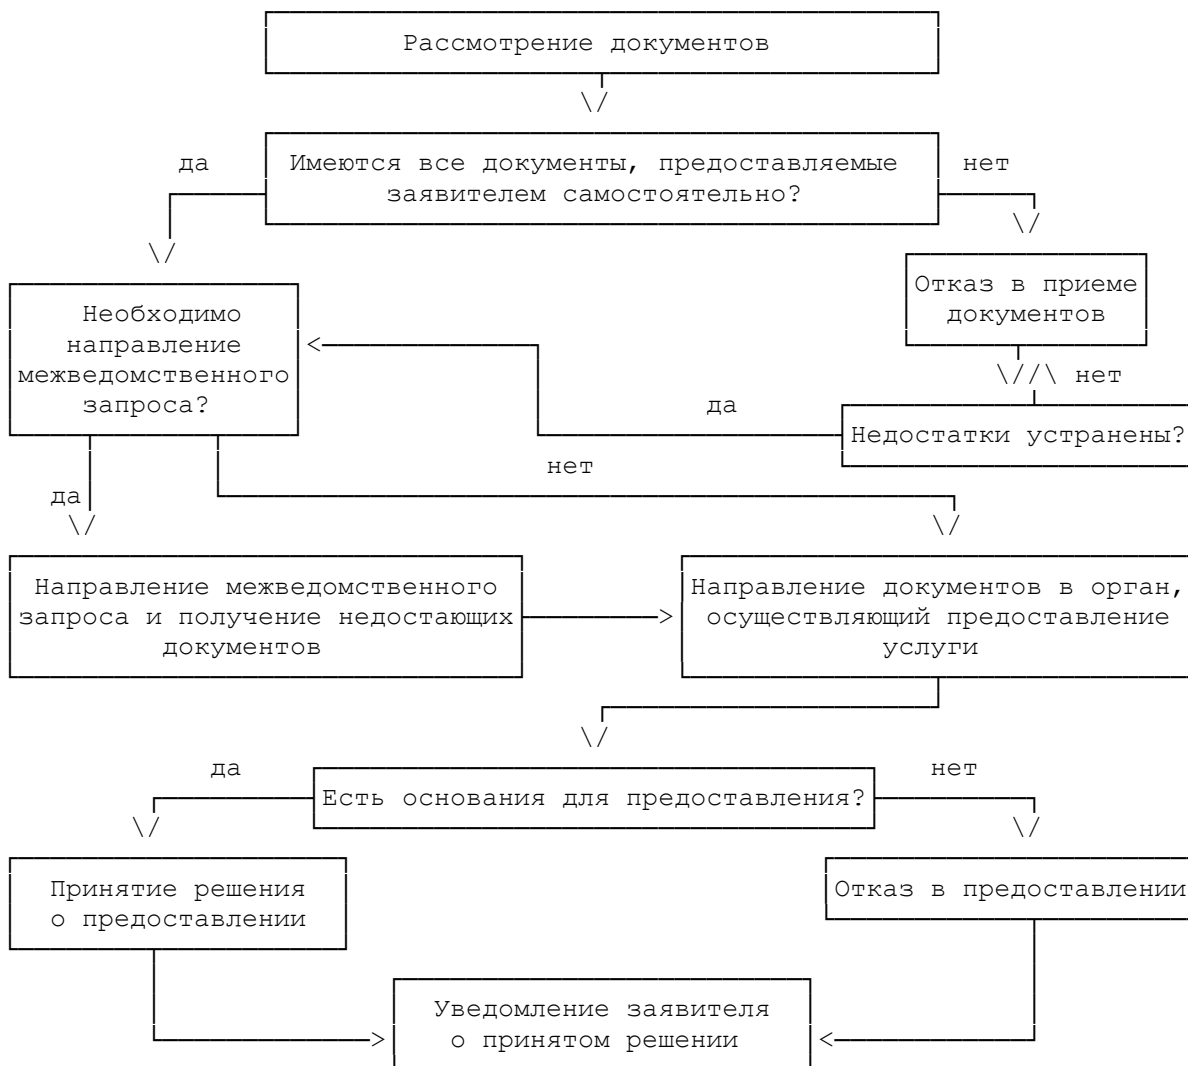 Рассмотрение документов
да
Имеются все документы, предоставляемые
заявителем самостоятельно?
нет
Необходимо
направление
межведомственного
запроса?
Отказ в приеме
документов
нет
да
Недостатки устранены?
нет
да
Направление межведомственного
запроса и получение недостающих
документов
Направление документов в орган,
осуществляющий предоставление
услуги
да
Есть основания для предоставления?
нет
Принятие решения
о предоставлении
Отказ в предоставлении
Уведомление заявителя
о принятом решении